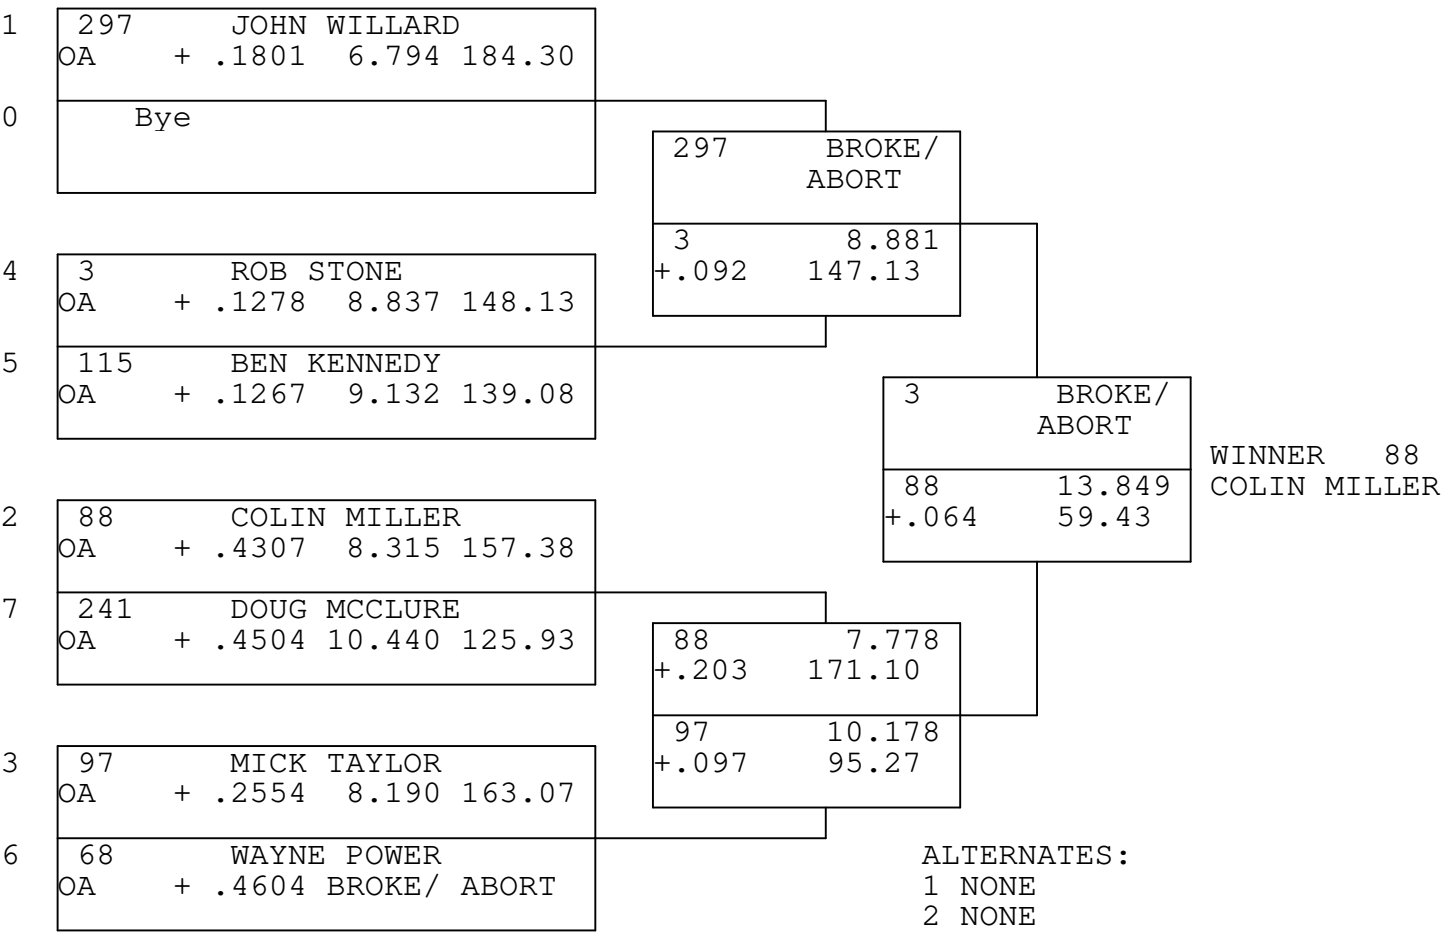 1 297 JOHN WILLARD
OA + .1801 6.794 184.30
0 Bye
4 3 ROB STONE
OA + .1278 8.837 148.13
5 115 BEN KENNEDY
OA + .1267 9.132 139.08
2 88 COLIN MILLER
OA + .4307 8.315 157.38
7 241 DOUG MCCLURE
OA + .4504 10.440 125.93
3 97 MICK TAYLOR
OA + .2554 8.190 163.07
6 68 WAYNE POWER
OA + .4604 BROKE/ ABORT
297 BROKE/
ABORT
3 8.881
+.092 147.13
88 7.778
+.203 171.10
97 10.178
+.097 95.27
3 BROKE/
ABORT
88 13.849
+.064 59.43
WINNER 88
COLIN MILLER
ALTERNATES:
1 NONE
2 NONE